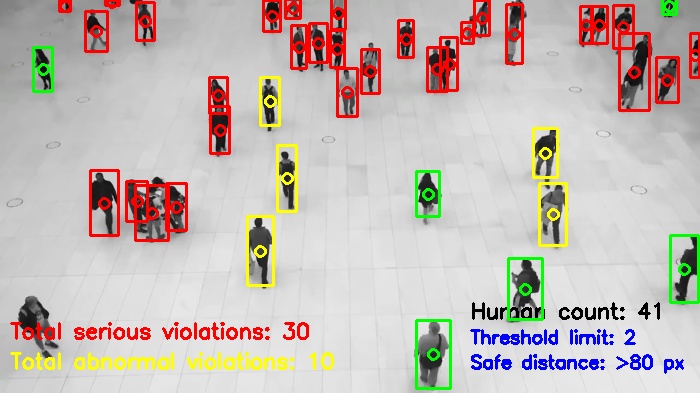 Human count: 41
Total serious violations: 30
Threshold limit: 2
Total abnormal violations: 10
Safe distance: >80 px